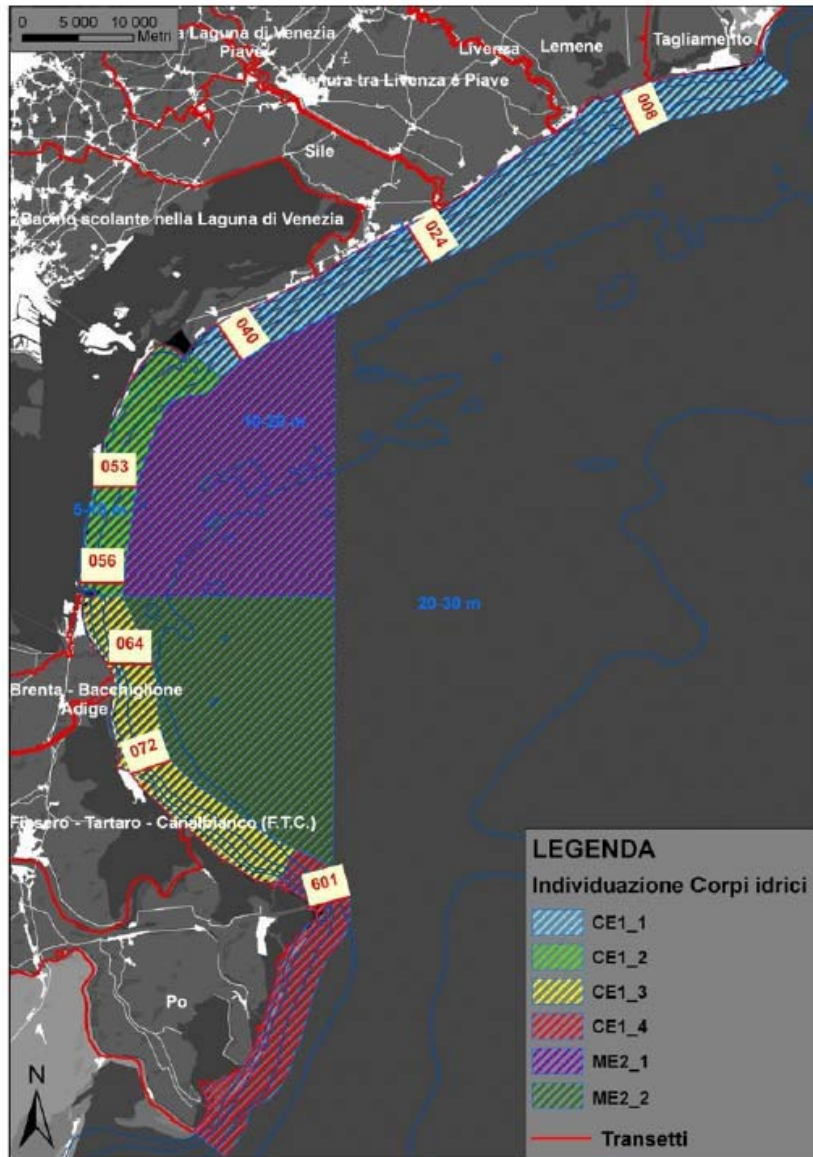 0 5 000 10 000
Metri
Laguna di Venezia
Piave
Livenza
Lemene
Tagliamento
tra Livenza e Piave
008
Sile
Bacino scolante nella Laguna di Venezia
024
040
10-20 m
053
056
20-30 m
064
Brenta - Bacchiglione
Adige
072
Fissero - Tartaro - Canalbianco (F.T.C.)
601
Po
N
LEGENDA
Individuazione Corpi idrici
CE1_1
CE1_2
CE1_3
CE1_4
ME2_1
ME2_2
Transetti